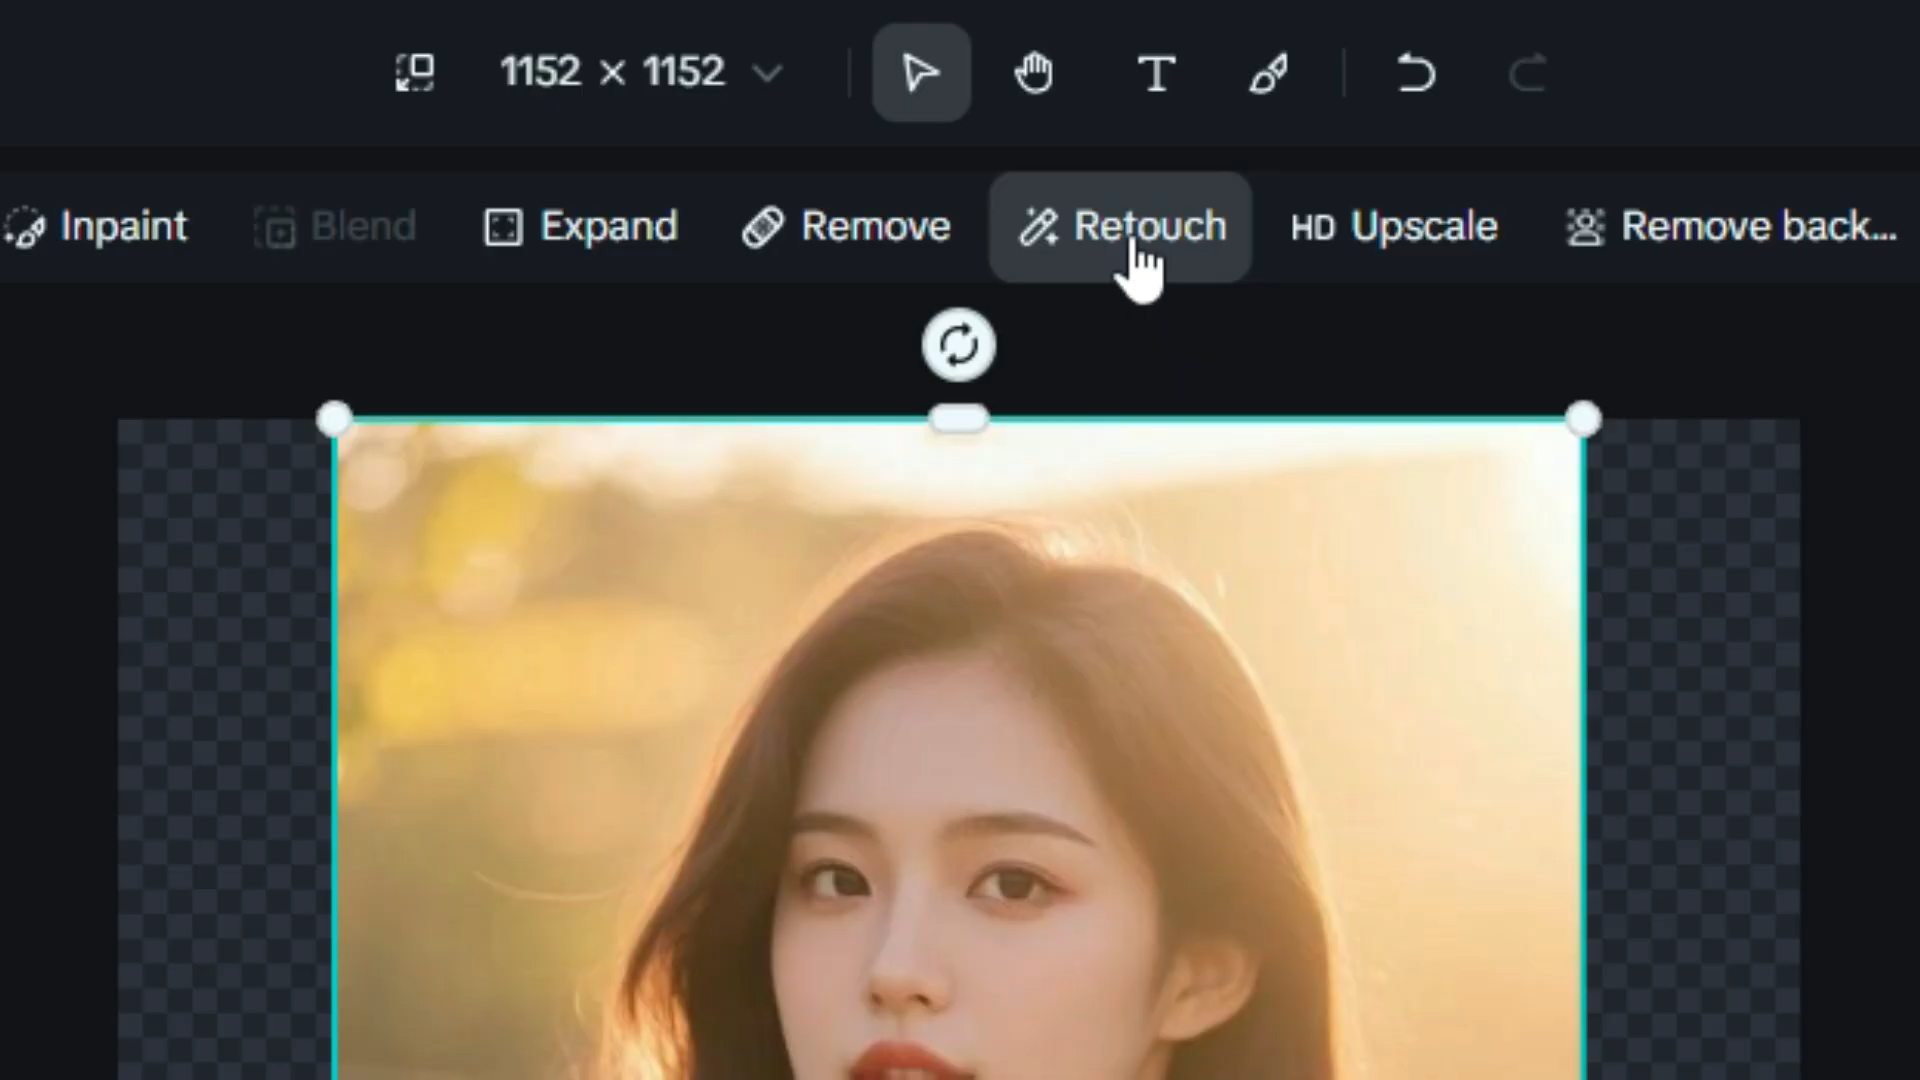 1152 × 1152
Inpaint Blend Expand Remove Retouch HD Upscale Remove back...